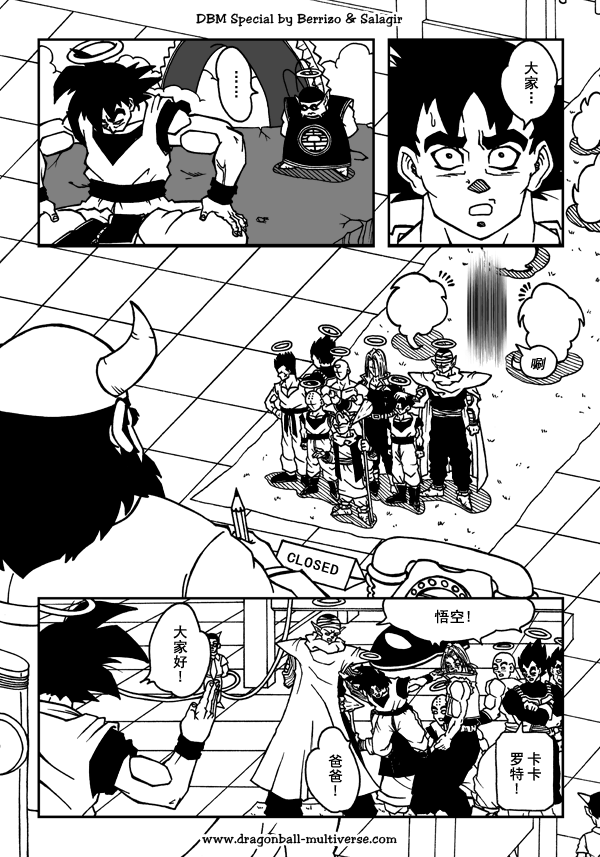 DBM Special by Berrizo & Salagir
……
大家…
唰
CLOSED
大家好！
悟空！
爸爸！
卡卡
罗特！
www.dragonball-multiverse.com